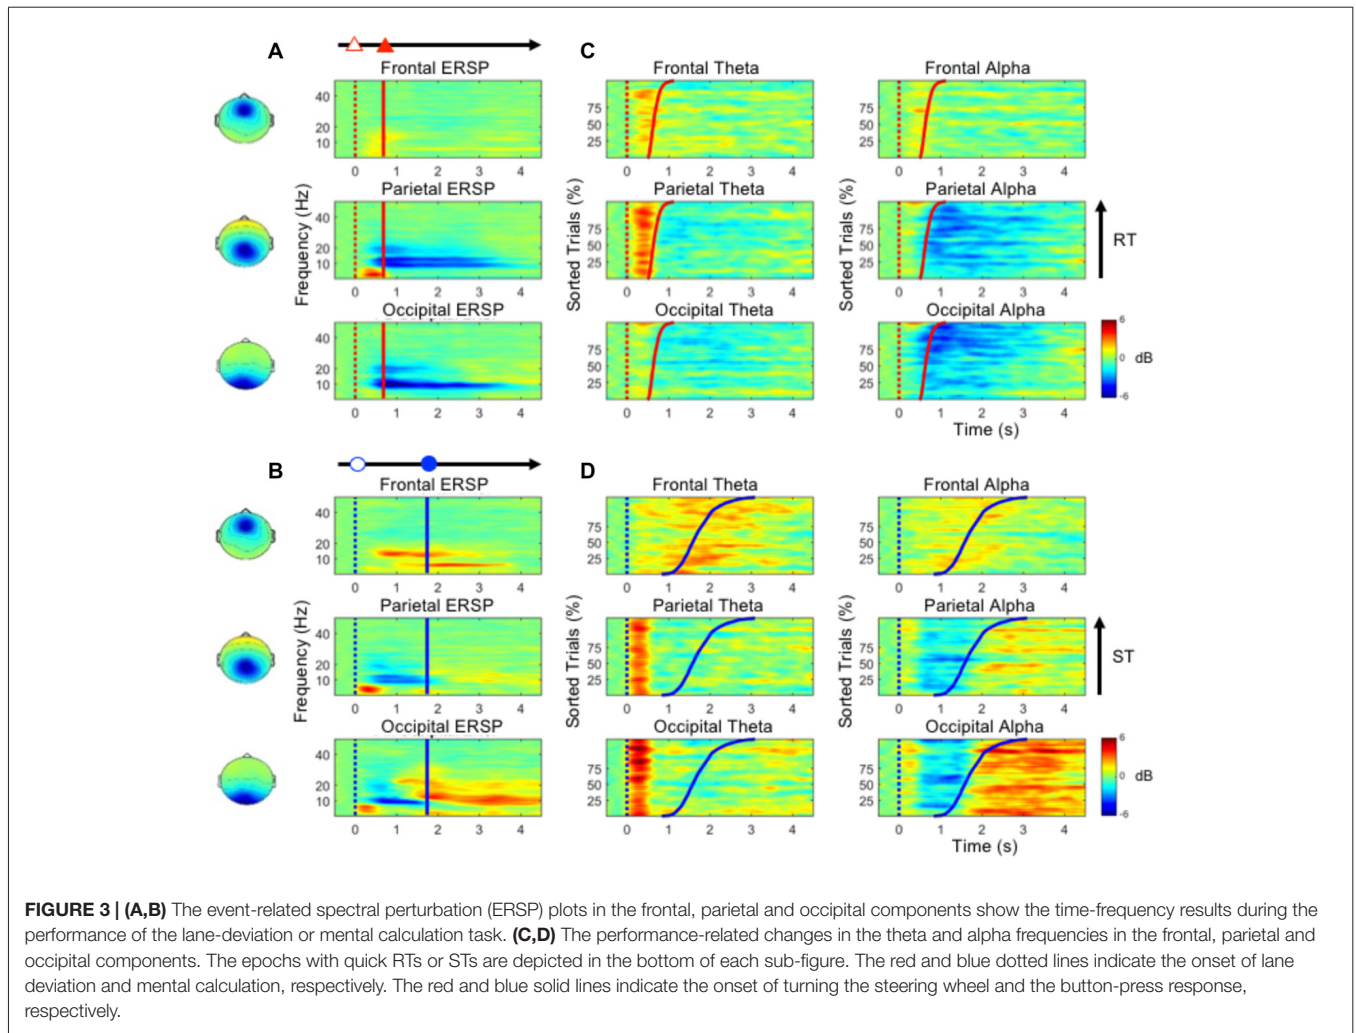 A
C
Frontal ERSP
Frontal Theta
Frontal Alpha
40
20
10
0 1 2 3 4
75
50
25
0 1 2 3 4
75
50
25
0 1 2 3 4
Parietal ERSP
Parietal Theta
Parietal Alpha
40
20
10
0 1 2 3 4
75
50
25
0 1 2 3 4
75
50
25
0 1 2 3 4
Frequency (Hz)
Sorted Trials (%)
Sorted Trials (%)
RT
Occipital ERSP
Occipital Theta
Occipital Alpha
40
20
10
0 1 2 3 4
75
50
25
0 1 2 3 4
75
50
25
0 1 2 3 4
6
0 dB
-6
Time (s)
B
D
Frontal ERSP
Frontal Theta
Frontal Alpha
40
20
10
0 1 2 3 4
75
50
25
0 1 2 3 4
75
50
25
0 1 2 3 4
Parietal ERSP
Parietal Theta
Parietal Alpha
40
20
10
0 1 2 3 4
75
50
25
0 1 2 3 4
75
50
25
0 1 2 3 4
Frequency (Hz)
Sorted Trials (%)
Sorted Trials (%)
ST
Occipital ERSP
Occipital Theta
Occipital Alpha
40
20
10
0 1 2 3 4
75
50
25
0 1 2 3 4
75
50
25
0 1 2 3 4
6
0 dB
-6
Time (s)
FIGURE 3 | (A,B) The event-related spectral perturbation (ERSP) plots in the frontal, parietal and occipital components show the time-frequency results during the
performance of the lane-deviation or mental calculation task. (C,D) The performance-related changes in the theta and alpha frequencies in the frontal, parietal and
occipital components. The epochs with quick RTs or STs are depicted in the bottom of each sub-figure. The red and blue dotted lines indicate the onset of lane
deviation and mental calculation, respectively. The red and blue solid lines indicate the onset of turning the steering wheel and the button-press response,
respectively.